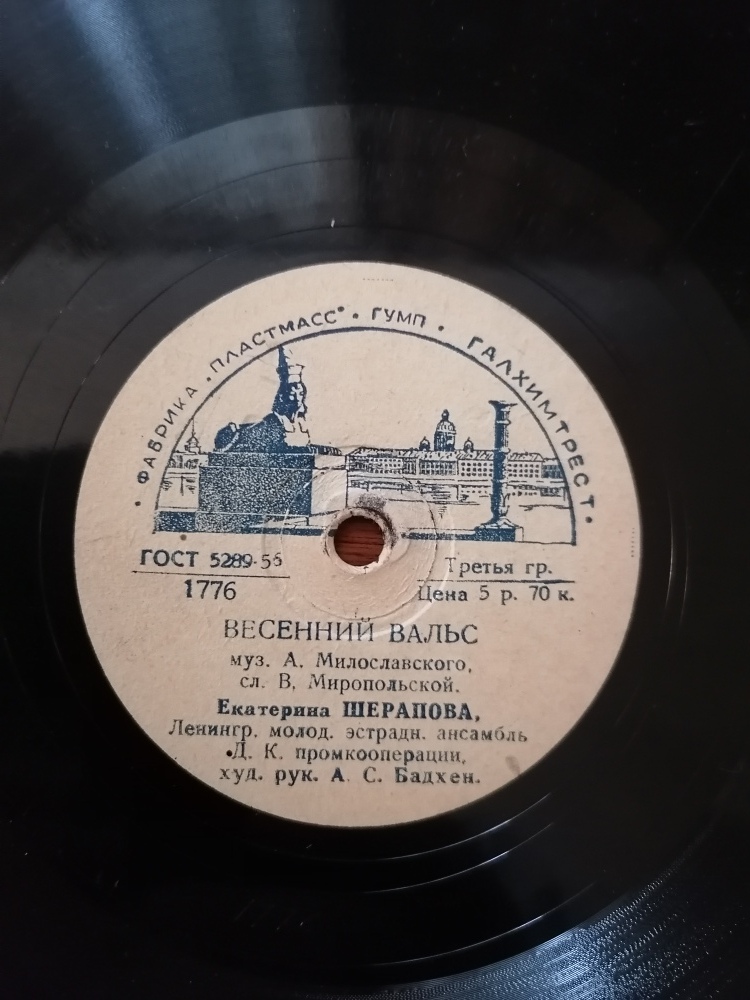 • ФАБРИКА „ПЛАСТМАСС" • ГУМП • ГАЛХИМТРЕСТ •
ГОСТ 5289-56
1776
Третья гр.
Цена 5 р. 70 к.
ВЕСЕННИЙ ВАЛЬС
муз. А. Милославского,
сл. В. Миропольской.
Екатерина ШЕРАПОВА,
Ленингр. молод. эстрадн. ансамбль
Д. К. промкооперации,
худ. рук. А. С. Бадхен.